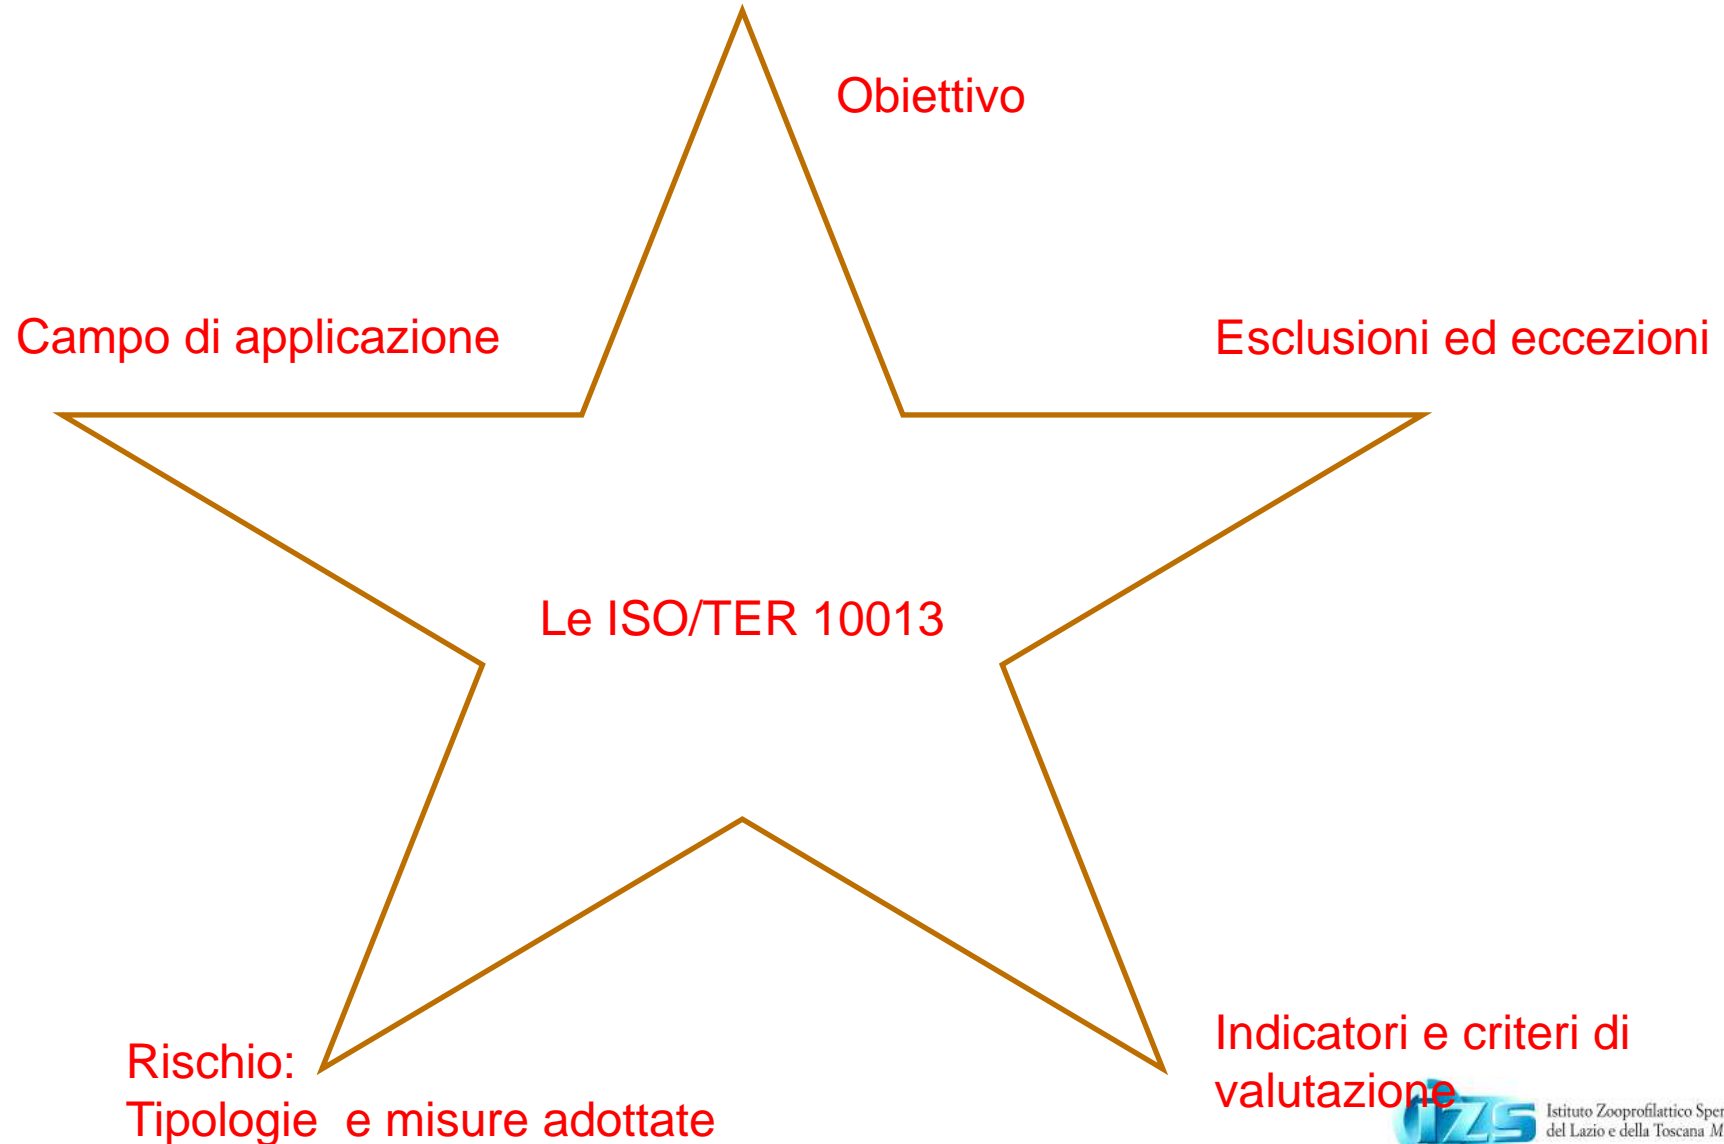 Obiettivo
Campo di applicazione
Esclusioni ed eccezioni
Le ISO/TER 10013
Rischio:
Tipologie e misure adottate
Indicatori e criteri di
valutazione
izs
Istituto Zooprofilattico Sper
del Lazio e della Toscana M